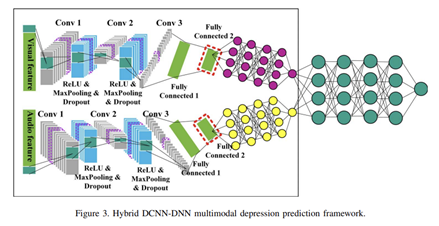 Conv 1 Conv 2 Conv 3
Fully
Connected 2
Visual feature
ReLU &
MaxPooling &
Dropout
ReLU &
MaxPooling &
Dropout
Fully
Connected 1
Conv 1 Conv 2 Conv 3
Fully
Connected 2
Audio feature
ReLU &
MaxPooling &
Dropout
ReLU &
MaxPooling &
Dropout
Fully
Connected 1
Figure 3. Hybrid DCNN-DNN multimodal depression prediction framework.